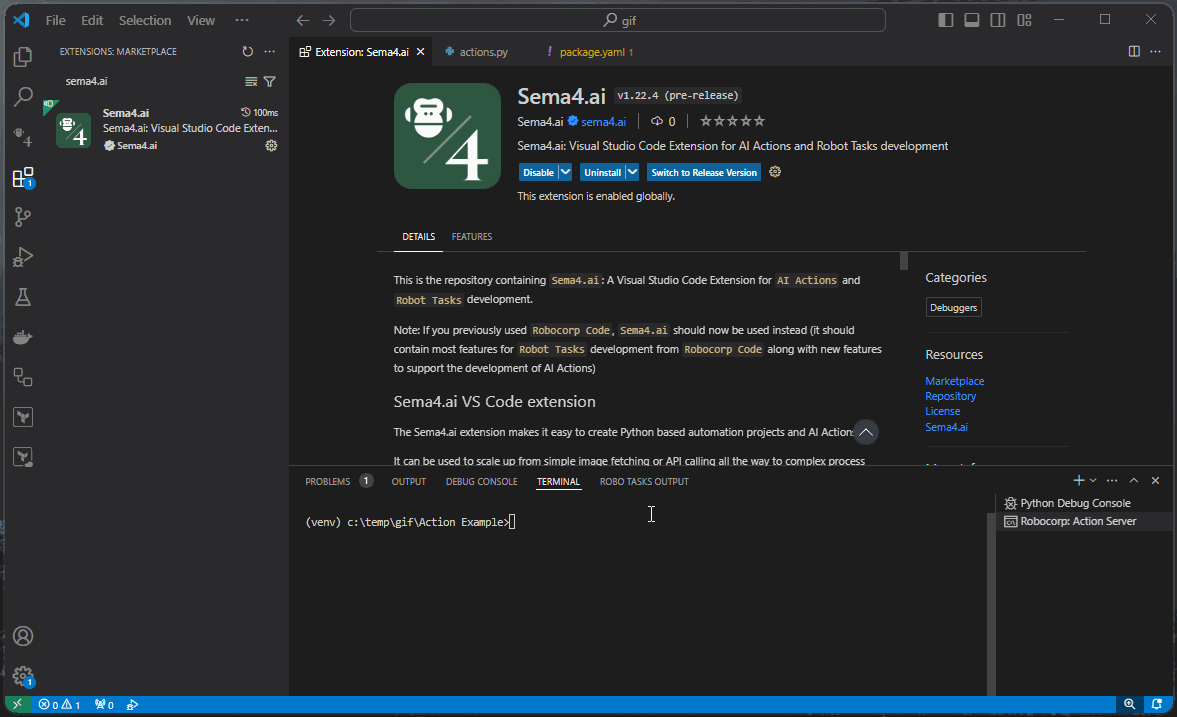 File Edit Selection View ··· gif
EXTENSIONS: MARKETPLACE ···
sema4.ai
Sema4.ai 100ms
Sema4.ai: Visual Studio Code Exten...
Sema4.ai
1
1
Extension: Sema4.ai actions.py ! package.yaml 1 ···
4
Sema4.ai v1.22.4 (pre-release)
Sema4.ai sema4.ai 0
Sema4.ai: Visual Studio Code Extension for AI Actions and Robot Tasks development
Disable Uninstall Switch to Release Version
This extension is enabled globally.
DETAILS FEATURES
This is the repository containing Sema4.ai: A Visual Studio Code Extension for AI Actions and
Robot Tasks development.
Note: If you previously used Robocorp Code, Sema4.ai should now be used instead (it should
contain most features for Robot Tasks development from Robocorp Code along with new features
to support the development of AI Actions)
Sema4.ai VS Code extension
The Sema4.ai extension makes it easy to create Python based automation projects and AI Action
It can be used to scale up from simple image fetching or API calling all the way to complex process
Categories
Debuggers
Resources
Marketplace
Repository
License
Sema4.ai
PROBLEMS 1 OUTPUT DEBUG CONSOLE TERMINAL ROBO TASKS OUTPUT ···
(venv) c:\temp\gif\Action Example>
Python Debug Console
Robocorp: Action Server
0 1 0